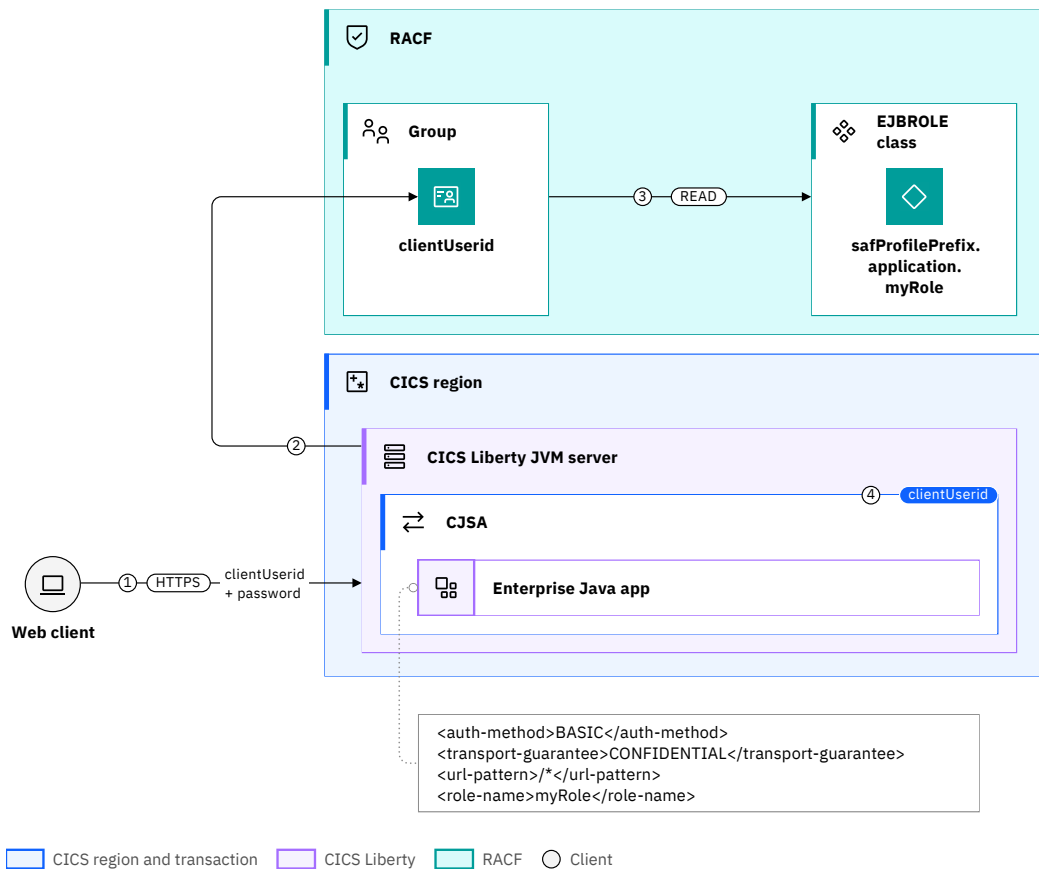 RACF
Group
EJBROLE
class
3
READ
clientUserid
safProfilePrefix.
application.
myRole
CICS region
2
CICS Liberty JVM server
4
clientUserid
CJSA
1
HTTPS
clientUserid
+ password
Enterprise Java app
Web client
<auth-method>BASIC</auth-method>
<transport-guarantee>CONFIDENTIAL</transport-guarantee>
<url-pattern>/*</url-pattern>
<role-name>myRole</role-name>
CICS region and transaction
CICS Liberty
RACF
Client